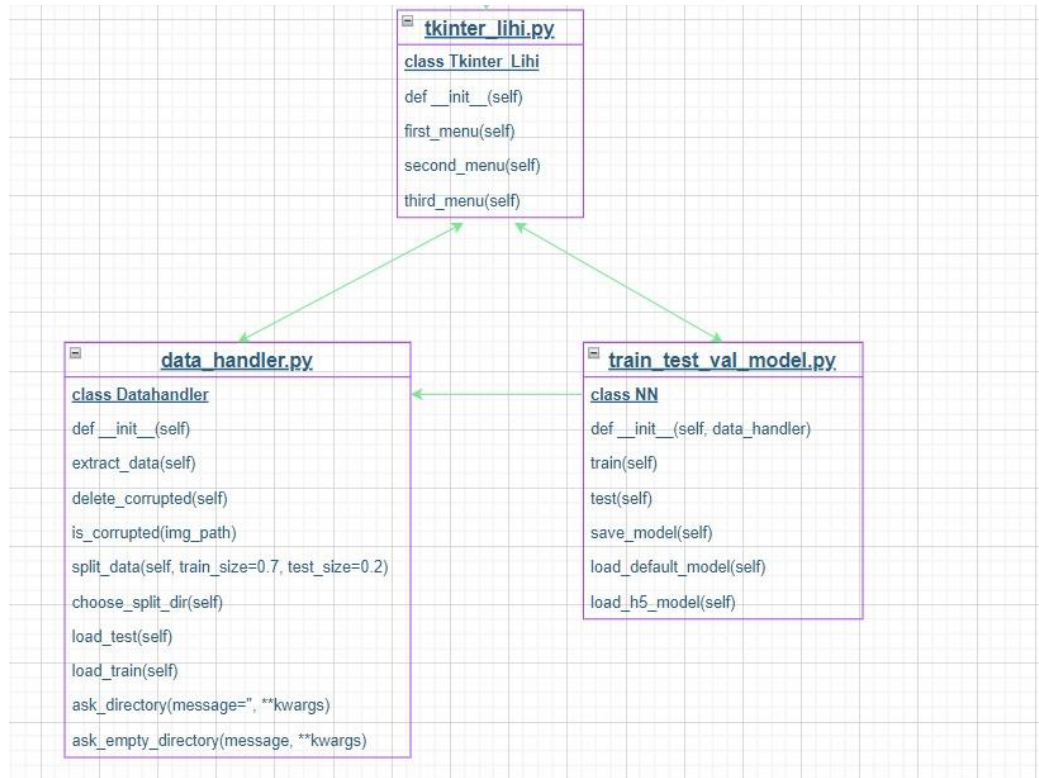 tkinter_lihi.py
class Tkinter_Lihi
def __init__(self)
first_menu(self)
second_menu(self)
third_menu(self)
data_handler.py
class Datahandler
def __init__(self)
extract_data(self)
delete_corrupted(self)
is_corrupted(img_path)
split_data(self, train_size=0.7, test_size=0.2)
choose_split_dir(self)
load_test(self)
load_train(self)
ask_directory(message='', **kwargs)
ask_empty_directory(message, **kwargs)
train_test_val_model.py
class NN
def __init__(self, data_handler)
train(self)
test(self)
save_model(self)
load_default_model(self)
load_h5_model(self)